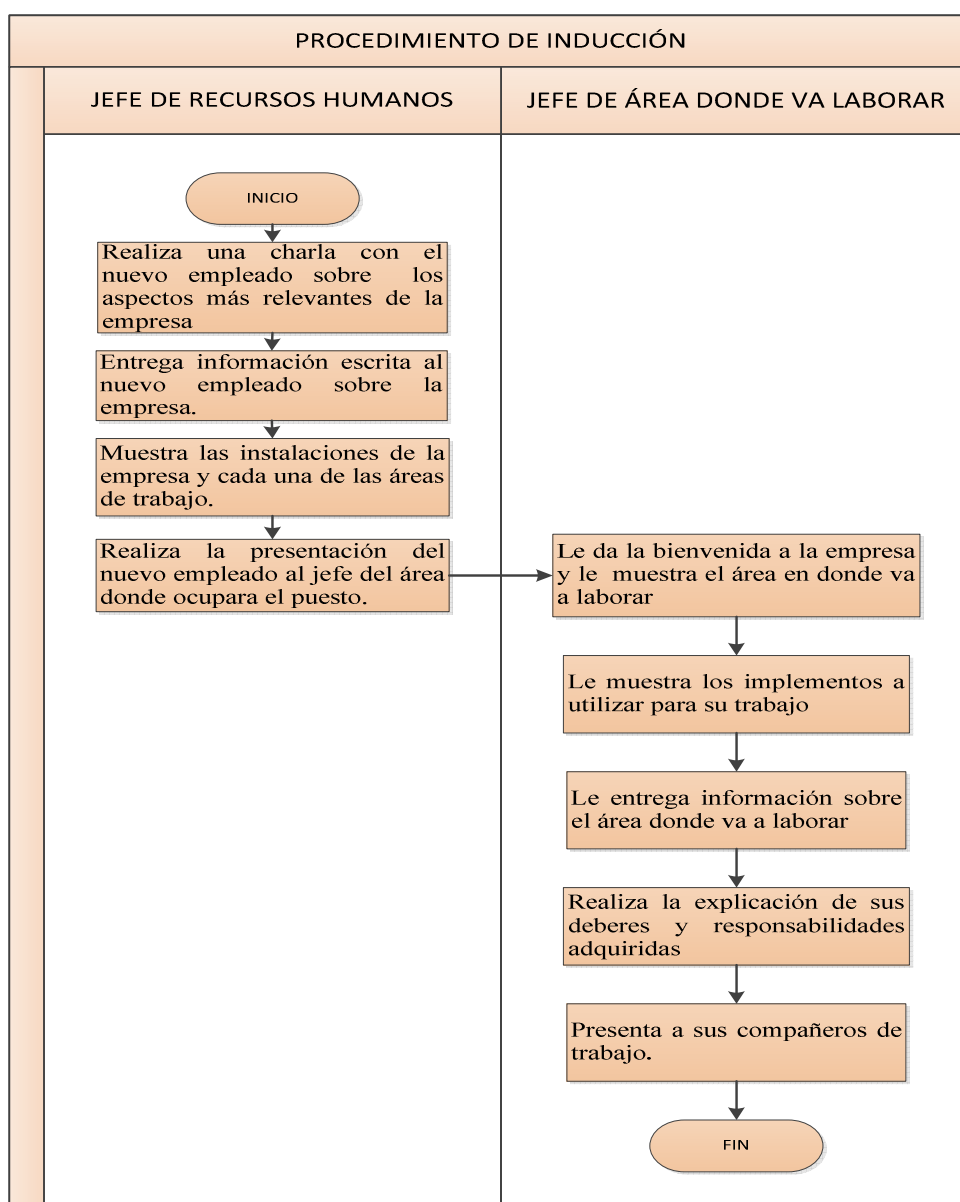 PROCEDIMIENTO DE INDUCCIÓN
JEFE DE RECURSOS HUMANOS
JEFE DE ÁREA DONDE VA LABORAR
INICIO
Realiza una charla con el
nuevo empleado sobre los
aspectos más relevantes de la
empresa
Entrega información escrita al
nuevo empleado sobre la
empresa.
Muestra las instalaciones de la
empresa y cada una de las áreas
de trabajo.
Realiza la presentación del
nuevo empleado al jefe del área
donde ocupara el puesto.
Le da la bienvenida a la empresa
y le muestra el área en donde va
a laborar
Le muestra los implementos a
utilizar para su trabajo
Le entrega información sobre
el área donde va a laborar
Realiza la explicación de sus
deberes y responsabilidades
adquiridas
Presenta a sus compañeros de
trabajo.
FIN